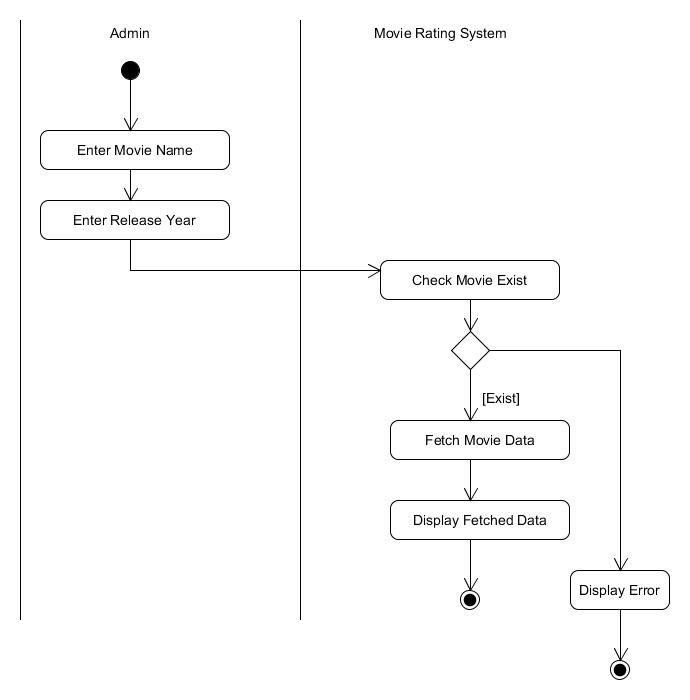 Admin
Movie Rating System
Enter Movie Name
Enter Release Year
Check Movie Exist
[Exist]
Fetch Movie Data
Display Fetched Data
Display Error